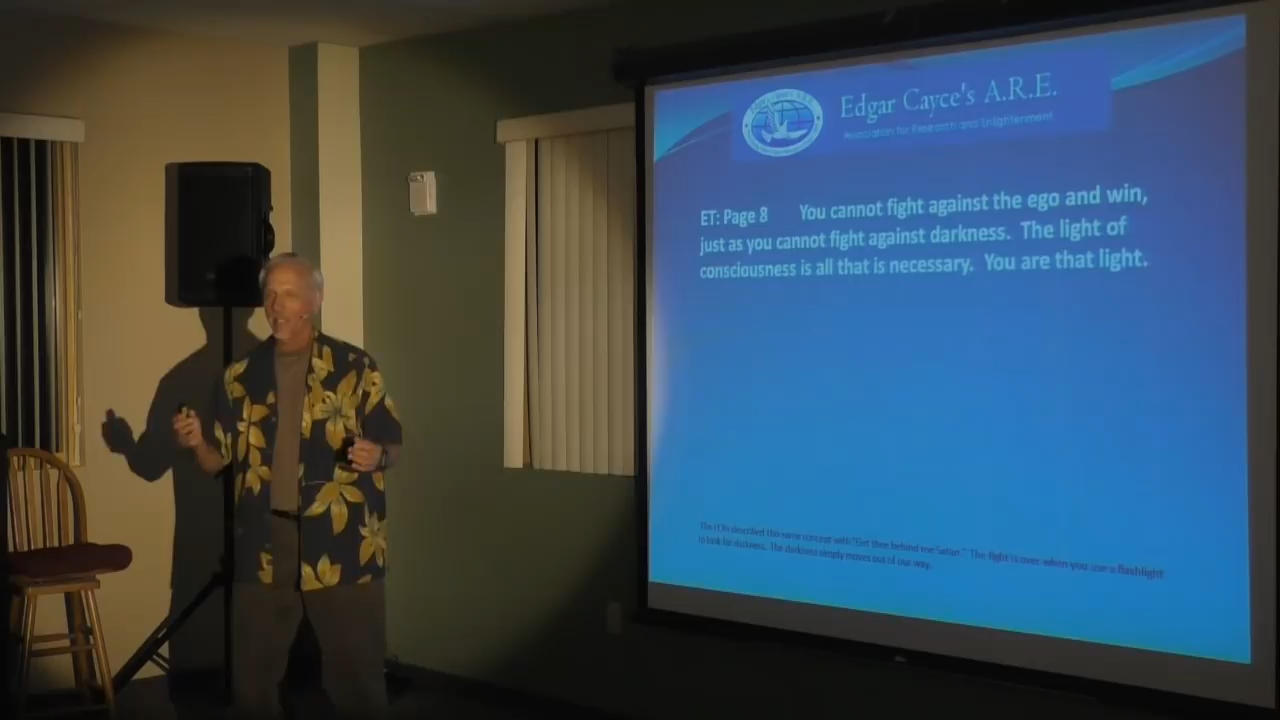 Edgar Cayce's A.R.E.
Association for Research and Enlightenment
ET: Page 8 You cannot fight against the ego and win,
just as you cannot fight against darkness. The light of
consciousness is all that is necessary. You are that light.
described this same concept with "Get thee behind me Satan." The fight is over when you use a flashlight
to look for darkness. The darkness simply moves out of our way.